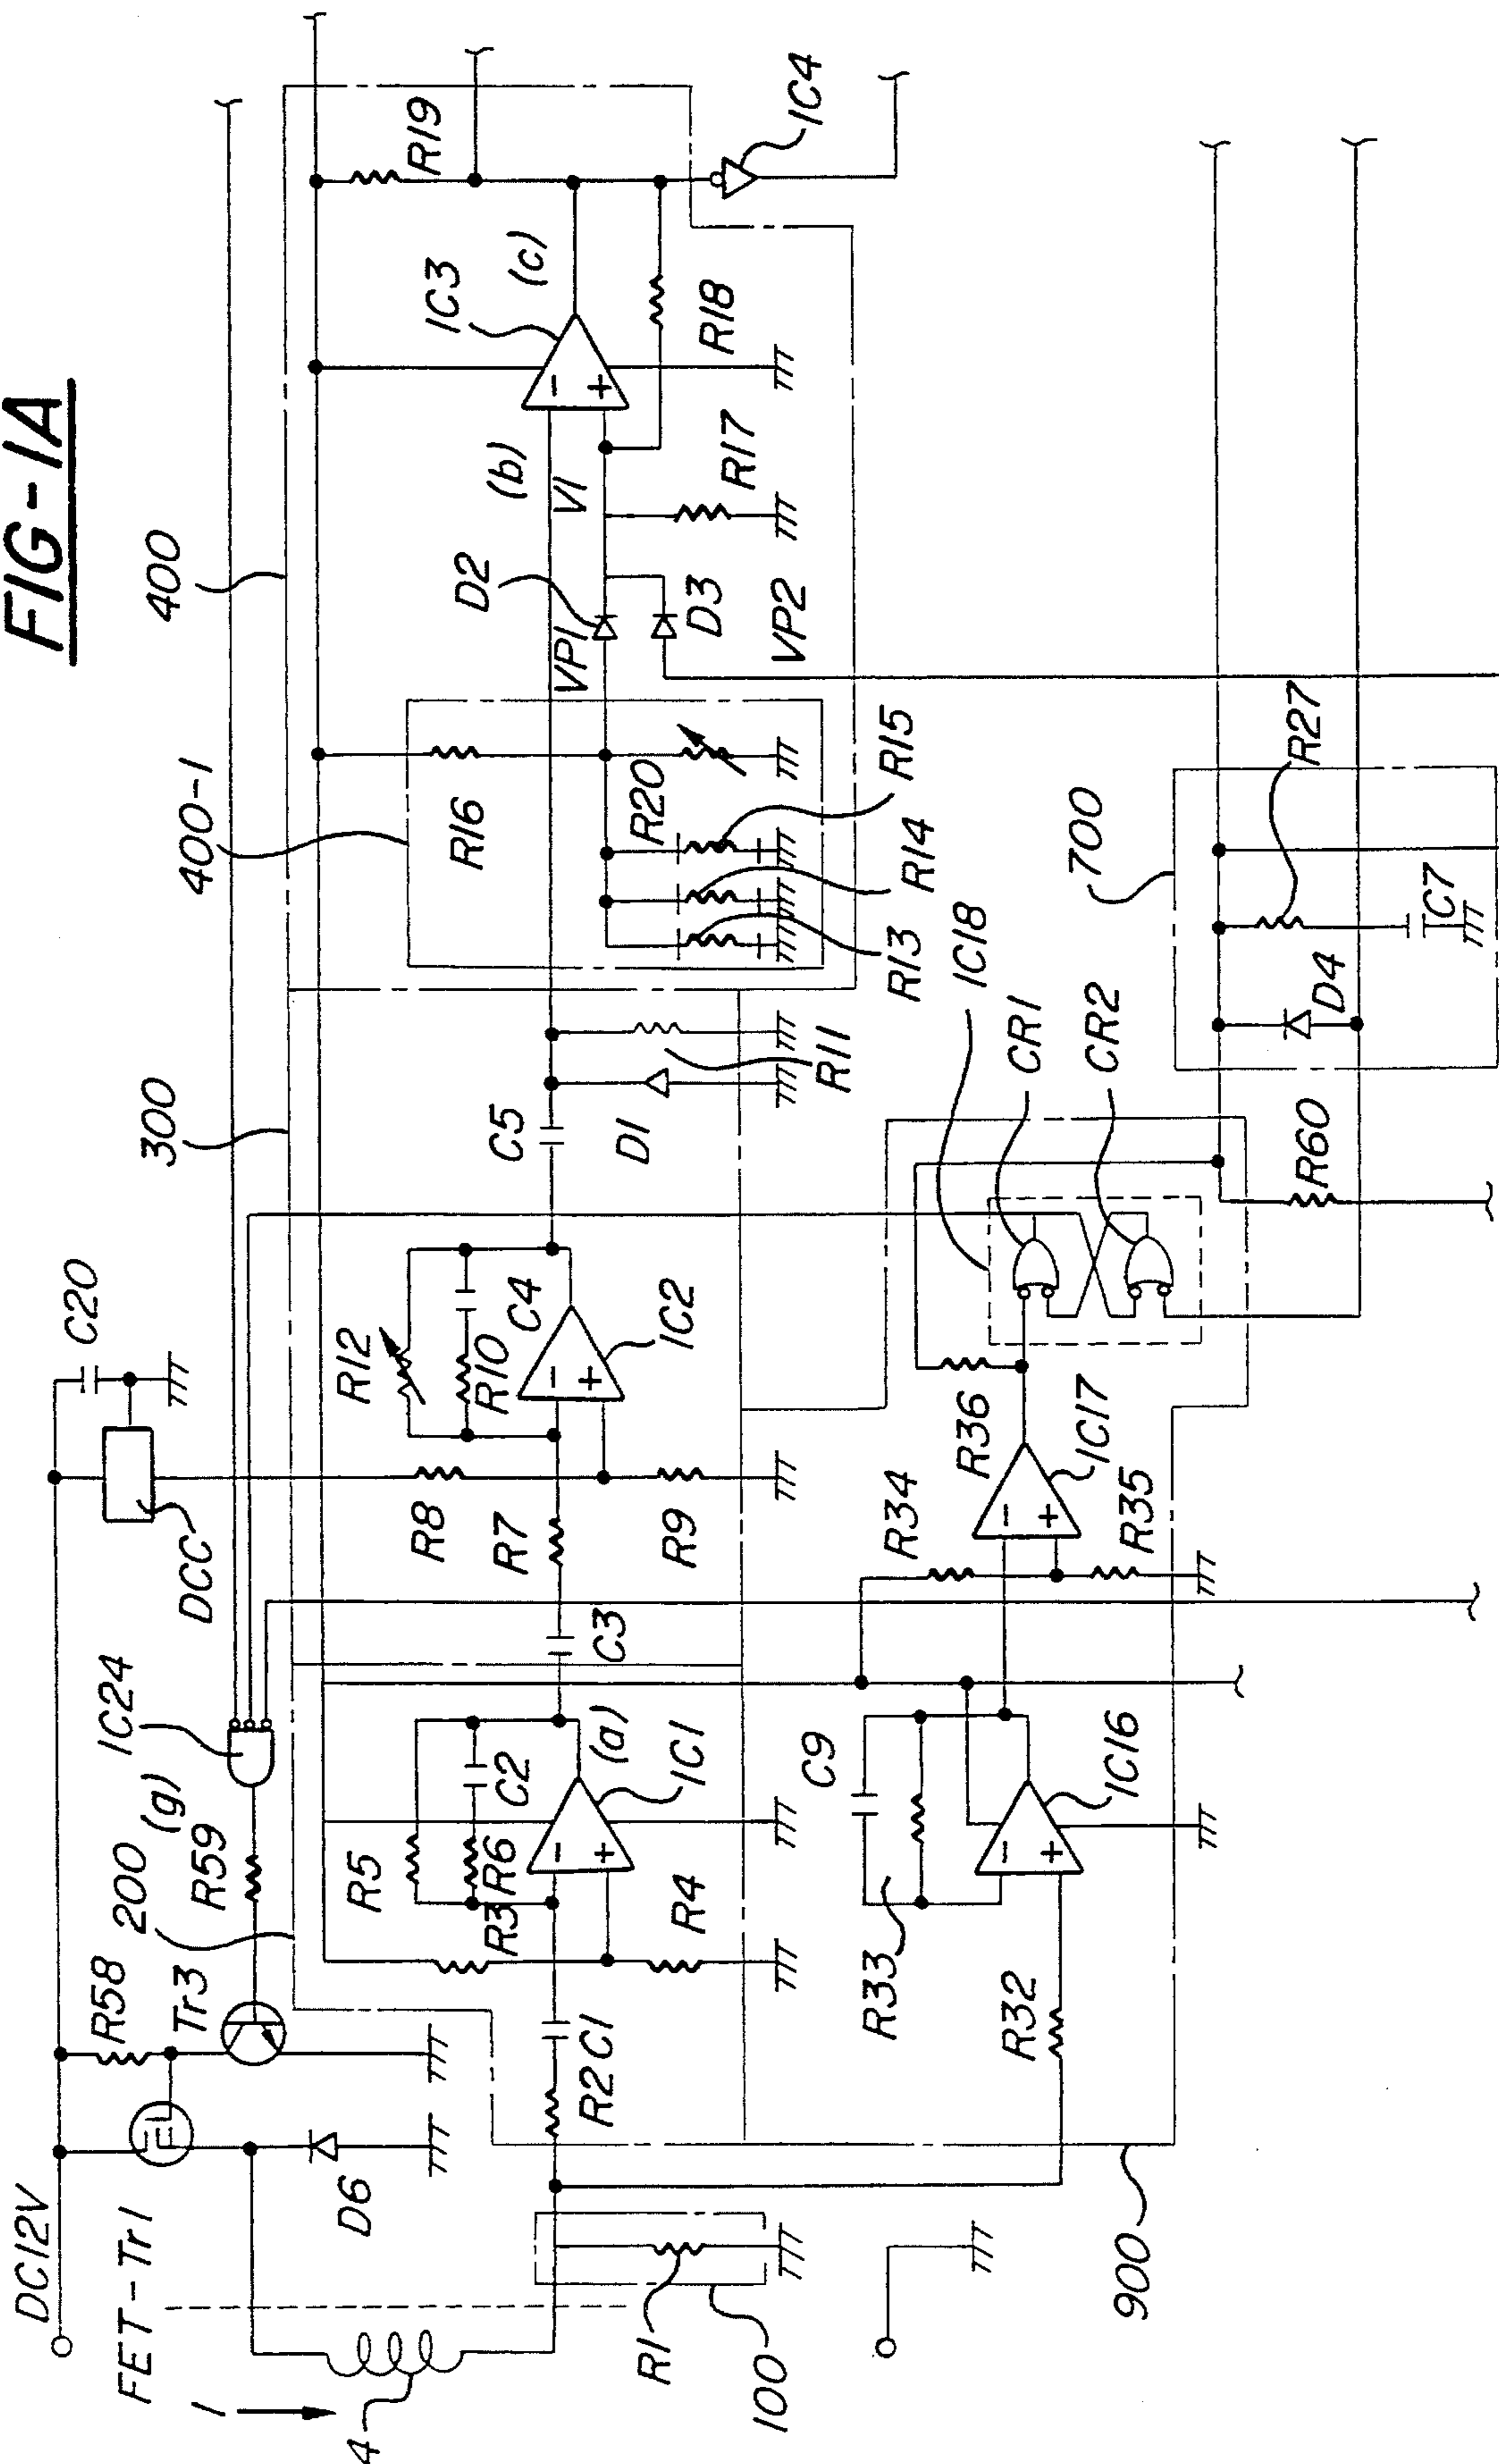 FIG-1A
DC12V
FET-Tr1
R58
Tr3
R59
(g)
IC24
DCC
C20
200
300
400
400-1
I
4
D6
R1
100
R2
C1
R3
R4
R5
R6
C2
(a)
IC1
C3
R7
R8
R9
R12
R10
C4
IC2
C5
D1
R11
R16
R20
R13
R14
R15
VP1
D2
D3
VP2
(b)
V1
R17
R18
IC3
(c)
R19
IC4
-
+
-
+
-
+
900
R32
R33
C9
IC16
-
+
R34
R35
R36
IC17
-
+
IC18
CR1
CR2
R60
700
D4
C7
R27